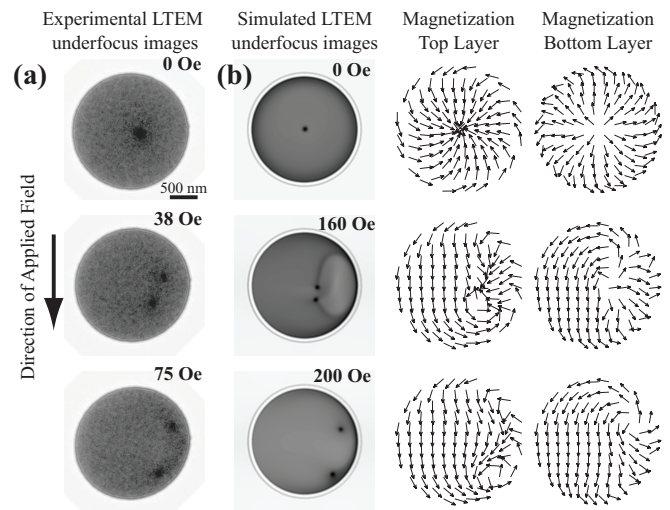 Experimental LTEM
underfocus images
Simulated LTEM
underfocus images
Magnetization
Top Layer
Magnetization
Bottom Layer
(a)
0 Oe
(b)
0 Oe
500 nm
38 Oe
160 Oe
Direction of Applied Field
75 Oe
200 Oe